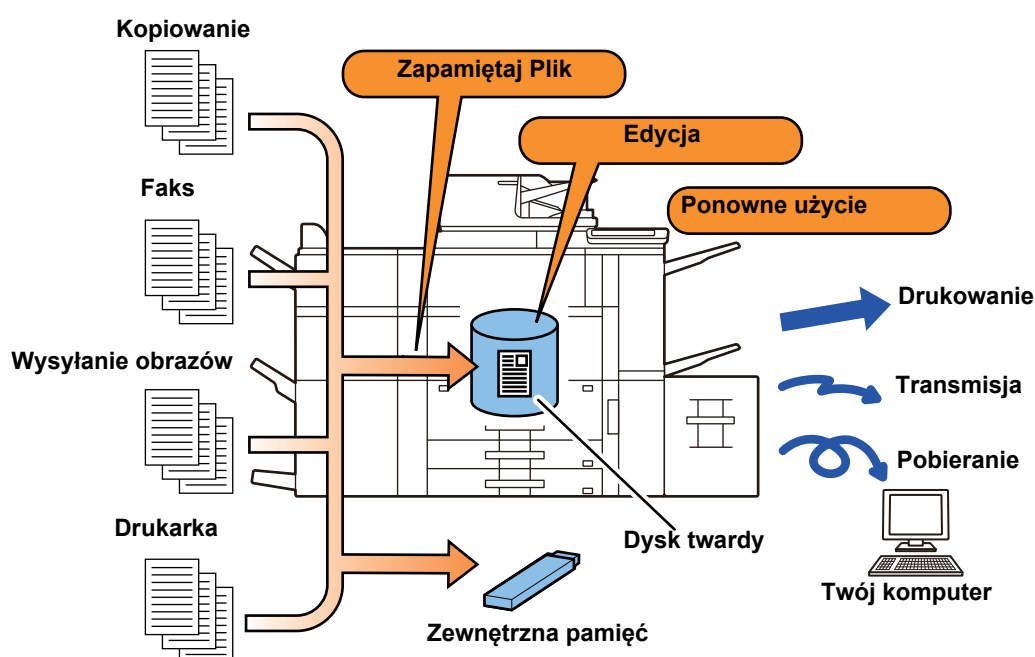 Kopiowanie
Zapamiętaj Plik
Edycja
Faks
Ponowne użycie
Drukowanie
Wysyłanie obrazów
Transmisja
Pobieranie
Drukarka
Dysk twardy
Twój komputer
Zewnętrzna pamięć